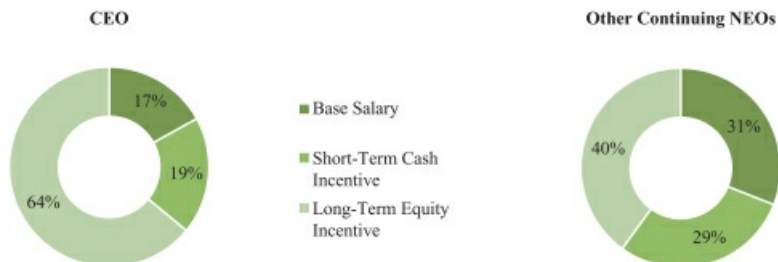 CEO
17%
19%
64%
Base Salary
Short-Term Cash
Incentive
Long-Term Equity
Incentive
Other Continuing NEOs
31%
29%
40%